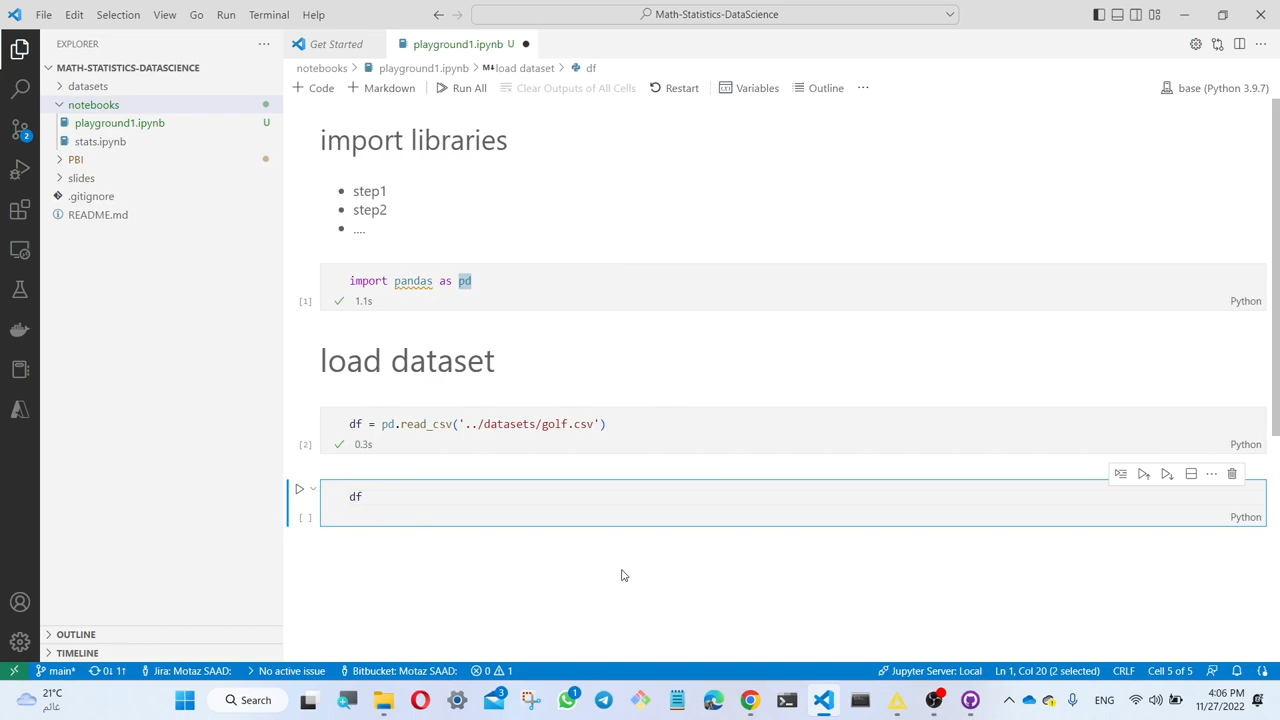 File Edit Selection View Go Run Terminal Help
Math-Statistics-DataScience
EXPLORER
Get Started
playground1.ipynb U
MATH-STATISTICS-DATASCIENCE
notebooks > playground1.ipynb > M↓load dataset > df
datasets
Code Markdown Run All Clear Outputs of All Cells Restart Variables Outline ...
base (Python 3.9.7)
notebooks
playground1.ipynb U
stats.ipynb
PBI
slides
.gitignore
README.md
import libraries
step1
step2
....
import pandas as pd
[1] 1.1s Python
load dataset
df = pd.read_csv('../datasets/golf.csv')
[2] 0.3s Python
df
[ ] Python
2
OUTLINE
TIMELINE
main* 0↓ 1↑ Jira: Motaz SAAD: No active issue Bitbucket: Motaz SAAD: 0 1 Jupyter Server: Local Ln 1, Col 20 (2 selected) CRLF Cell 5 of 5
21°C
غائم
Search
3
1
ENG
4:06 PM
11/27/2022